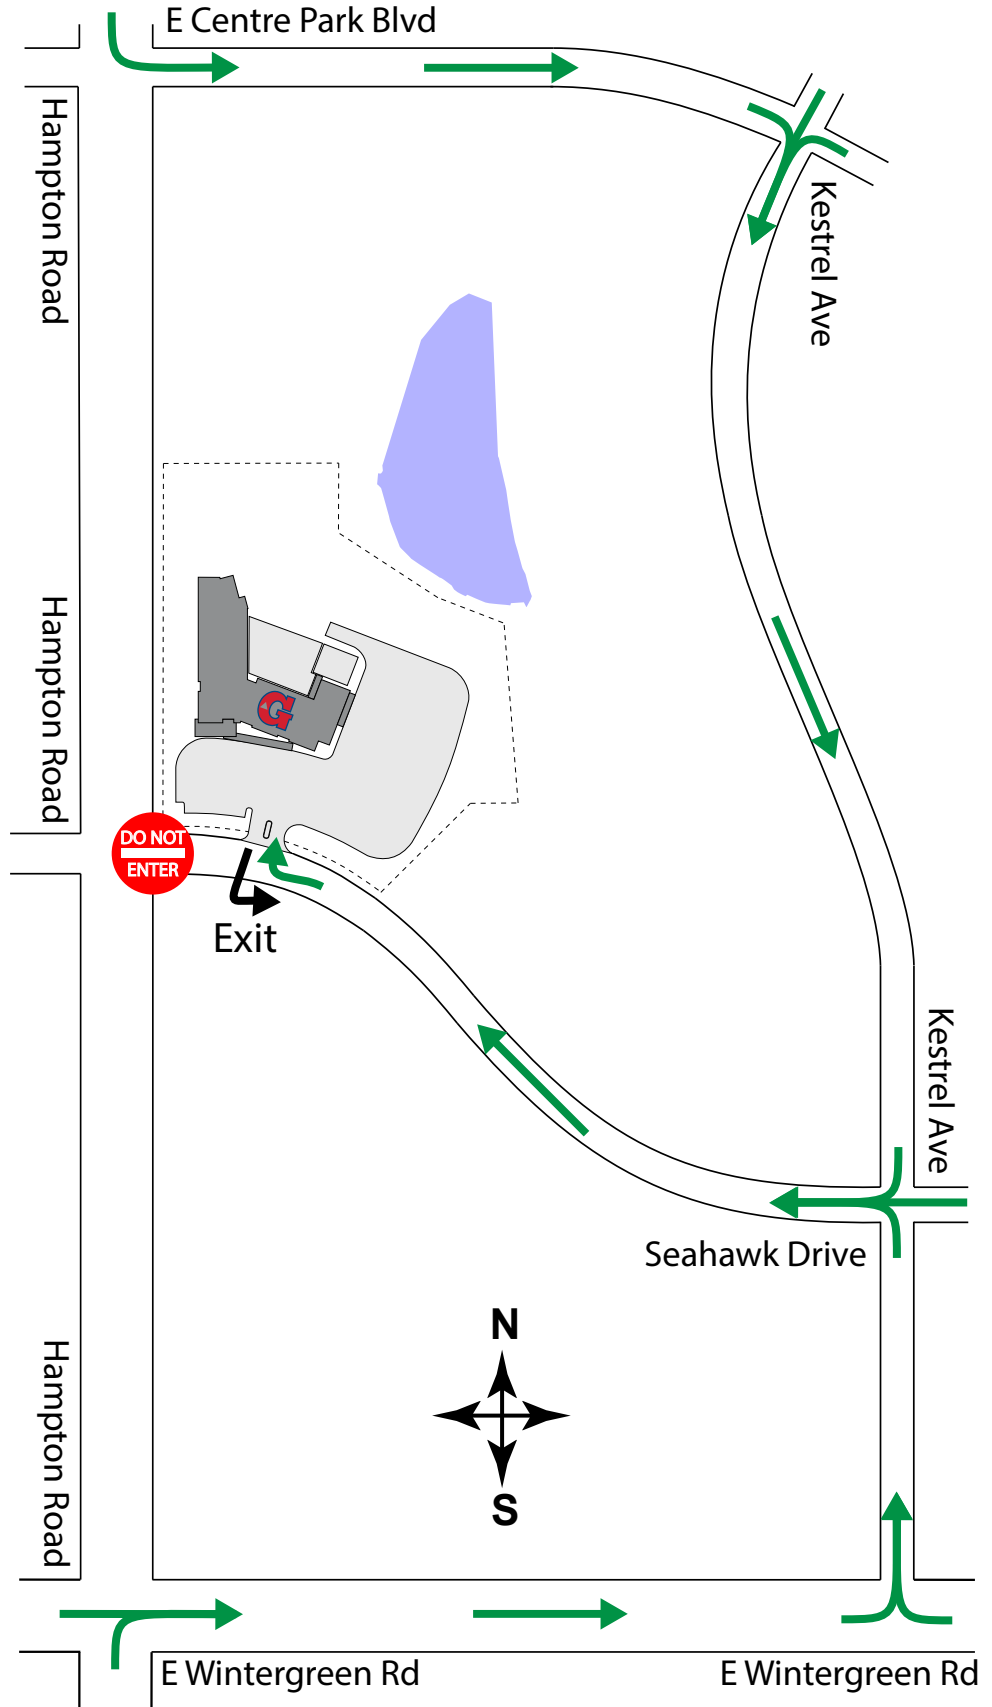 E Centre Park Blvd
Hampton Road
Kestrel Ave
Hampton Road
G
DO NOT
ENTER
Exit
Kestrel Ave
Seahawk Drive
N
S
Hampton Road
E Wintergreen Rd
E Wintergreen Rd